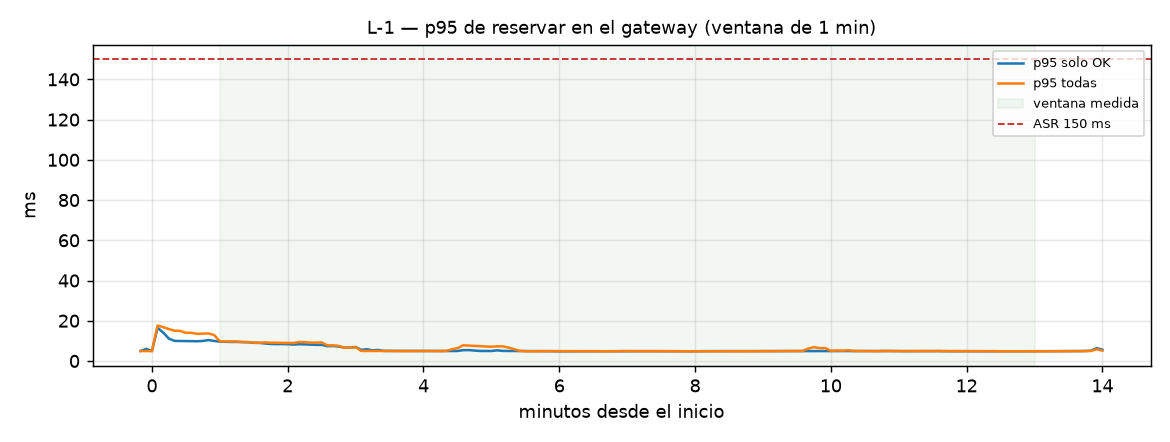 L-1 — p95 de reservar en el gateway (ventana de 1 min)
p95 solo OK
p95 todas
ventana medida
ASR 150 ms
ms
140
120
100
80
60
40
20
0
0 2 4 6 8 10 12 14
minutos desde el inicio